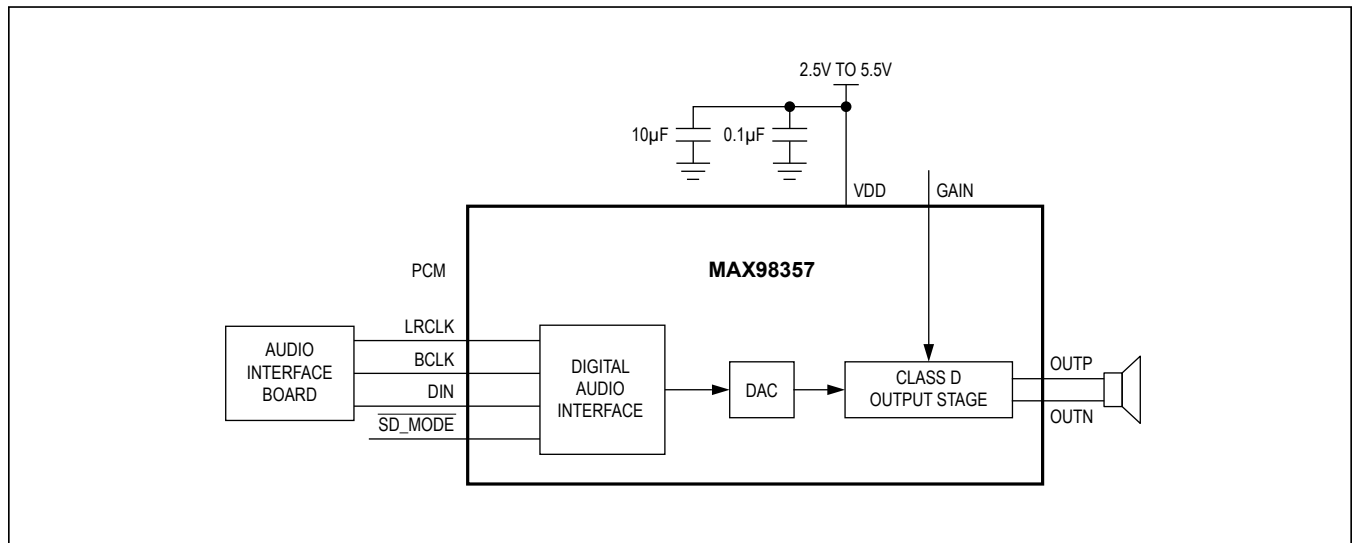 2.5V TO 5.5V
10µF
0.1µF
VDD
GAIN
PCM
MAX98357
LRCLK
BCLK
DIN
SD_MODE
AUDIO
INTERFACE
BOARD
DIGITAL
AUDIO
INTERFACE
DAC
CLASS D
OUTPUT STAGE
OUTP
OUTN